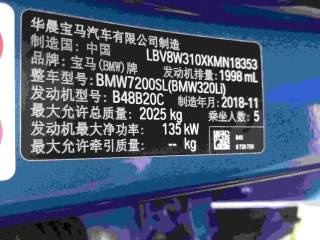 华晨宝马汽车有限公司制造
制造国：中国 LBV8W310XKMN18353
品牌：宝马(BMW)牌 发动机排量：1998 mL
整车型号：BMW7200SL(BMW320Li)
发动机型号：B48B20C 制造年月：2018-11
最大允许总质量：2025 kg 乘坐人数：5
发动机最大净功率：135 kW
最大允许牵引质量：-- kg